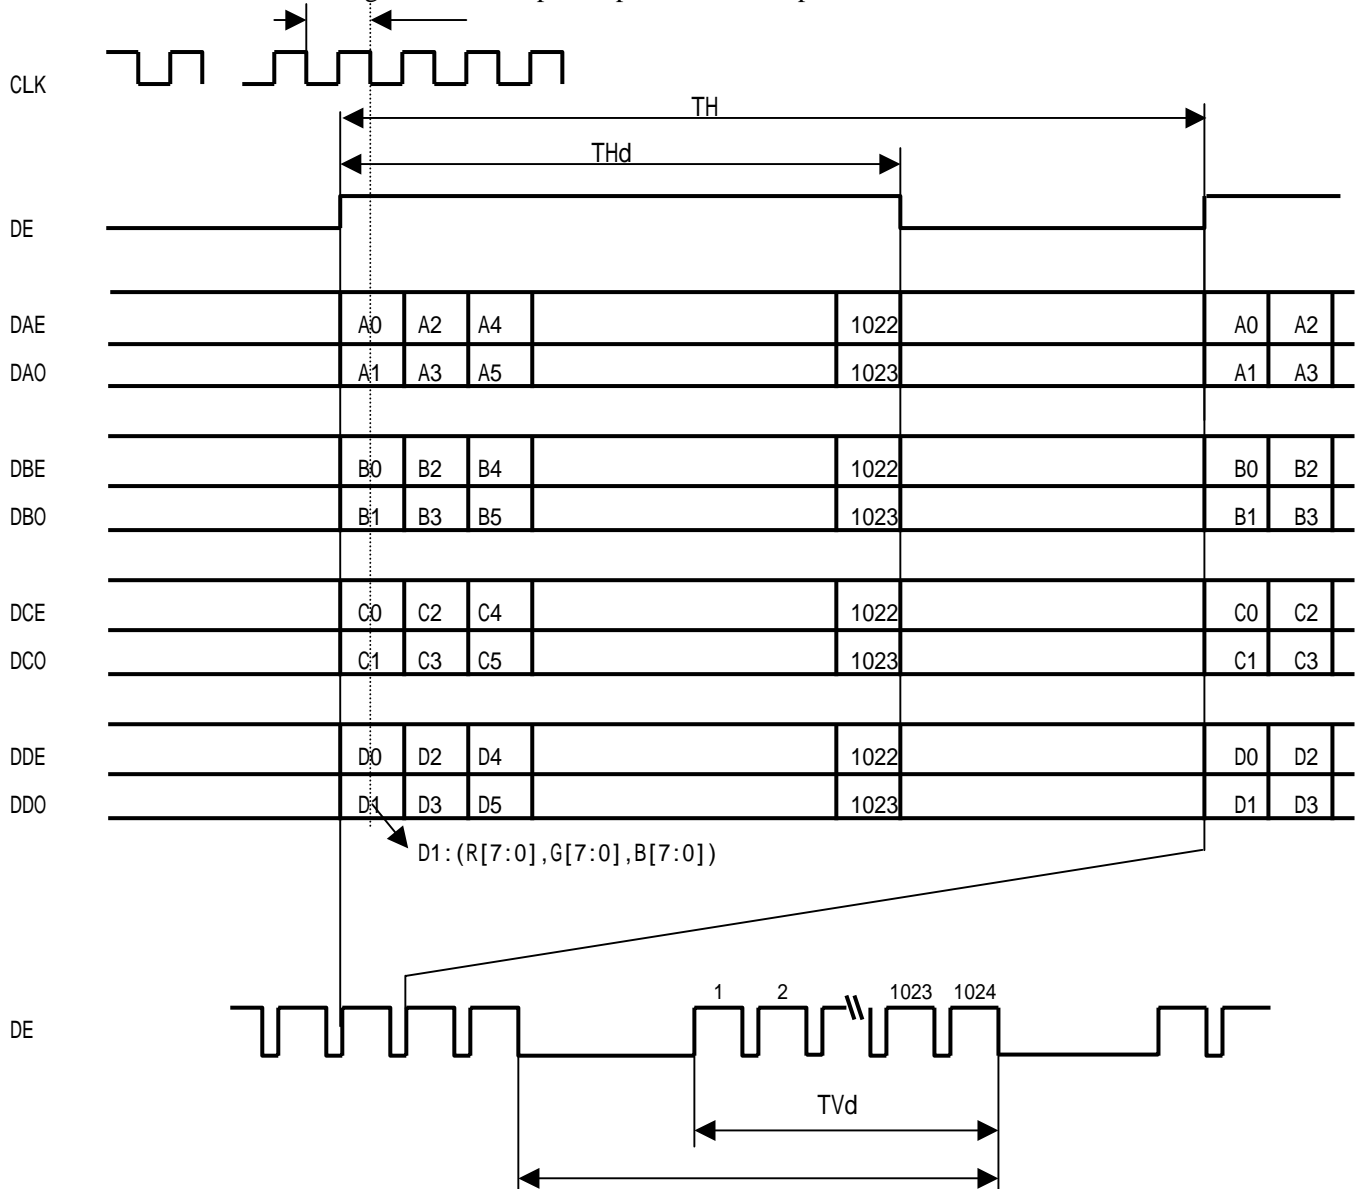 CLK
TH
THd
DE
DAE A0 A2 A4 1022 A0 A2
DAO A1 A3 A5 1023 A1 A3
DBE B0 B2 B4 1022 B0 B2
DBO B1 B3 B5 1023 B1 B3
DCE C0 C2 C4 1022 C0 C2
DCO C1 C3 C5 1023 C1 C3
DDE D0 D2 D4 1022 D0 D2
DDO D1 D3 D5 1023 D1 D3
D1:(R[7:0],G[7:0],B[7:0])
1 2 1023 1024
DE
TVd